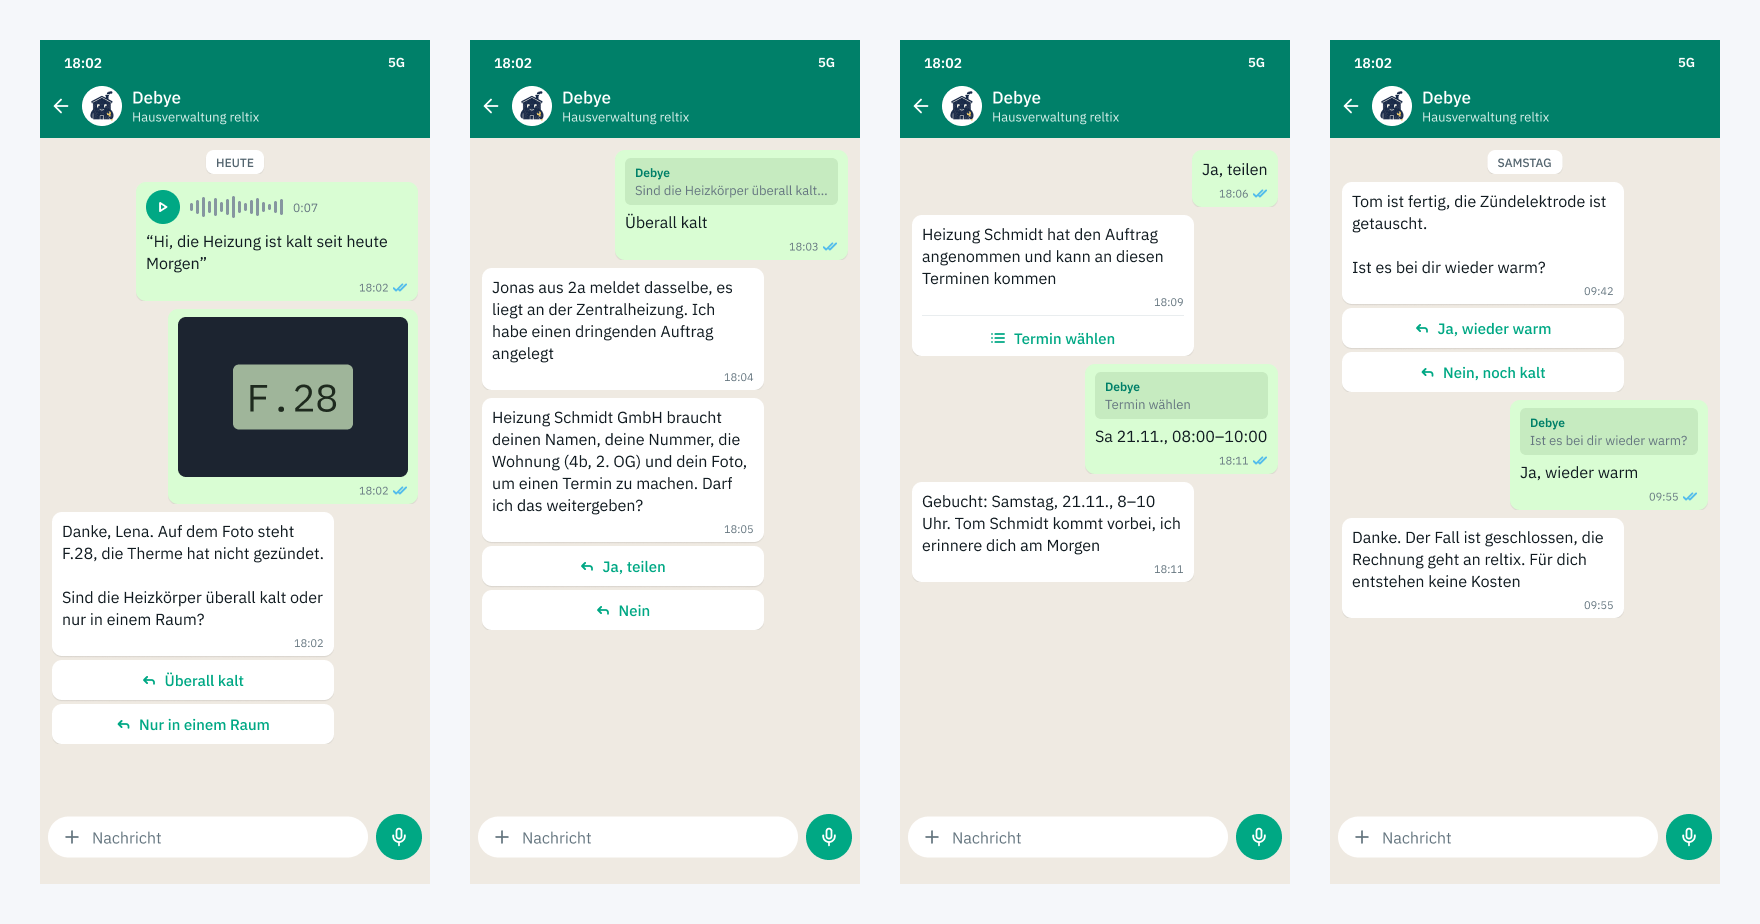 18:02
5G
Debye
Hausverwaltung reltix
HEUTE
0:07
“Hi, die Heizung ist kalt seit heute
Morgen”
18:02
F.28
18:02
Danke, Lena. Auf dem Foto steht
F.28, die Therme hat nicht gezündet.
Sind die Heizkörper überall kalt oder
nur in einem Raum?
18:02
Überall kalt
Nur in einem Raum
Nachricht
18:02
5G
Debye
Hausverwaltung reltix
Debye
Sind die Heizkörper überall kalt...
Überall kalt
18:03
Jonas aus 2a meldet dasselbe, es
liegt an der Zentralheizung. Ich
habe einen dringenden Auftrag
angelegt
18:04
Heizung Schmidt GmbH braucht
deinen Namen, deine Nummer, die
Wohnung (4b, 2. OG) und dein Foto,
um einen Termin zu machen. Darf
ich das weitergeben?
18:05
Ja, teilen
Nein
Nachricht
18:02
5G
Debye
Hausverwaltung reltix
Ja, teilen
18:06
Heizung Schmidt hat den Auftrag
angenommen und kann an diesen
Terminen kommen
18:09
Termin wählen
Debye
Termin wählen
Sa 21.11., 08:00–10:00
18:11
Gebucht: Samstag, 21.11., 8–10
Uhr. Tom Schmidt kommt vorbei, ich
erinnere dich am Morgen
18:11
Nachricht
18:02
5G
Debye
Hausverwaltung reltix
SAMSTAG
Tom ist fertig, die Zündelektrode ist
getauscht.
Ist es bei dir wieder warm?
09:42
Ja, wieder warm
Nein, noch kalt
Debye
Ist es bei dir wieder warm?
Ja, wieder warm
09:55
Danke. Der Fall ist geschlossen, die
Rechnung geht an reltix. Für dich
entstehen keine Kosten
09:55
Nachricht